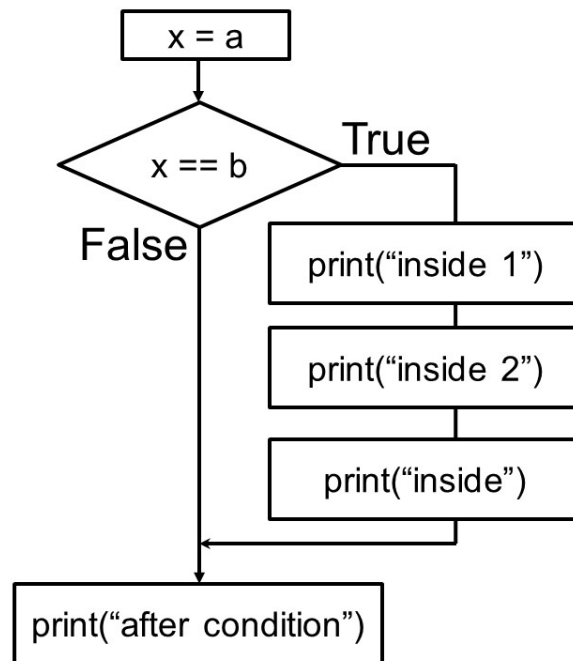 x = a
x == b
True
False
print(“inside 1”)
print(“inside 2”)
print(“inside”)
print(“after condition”)